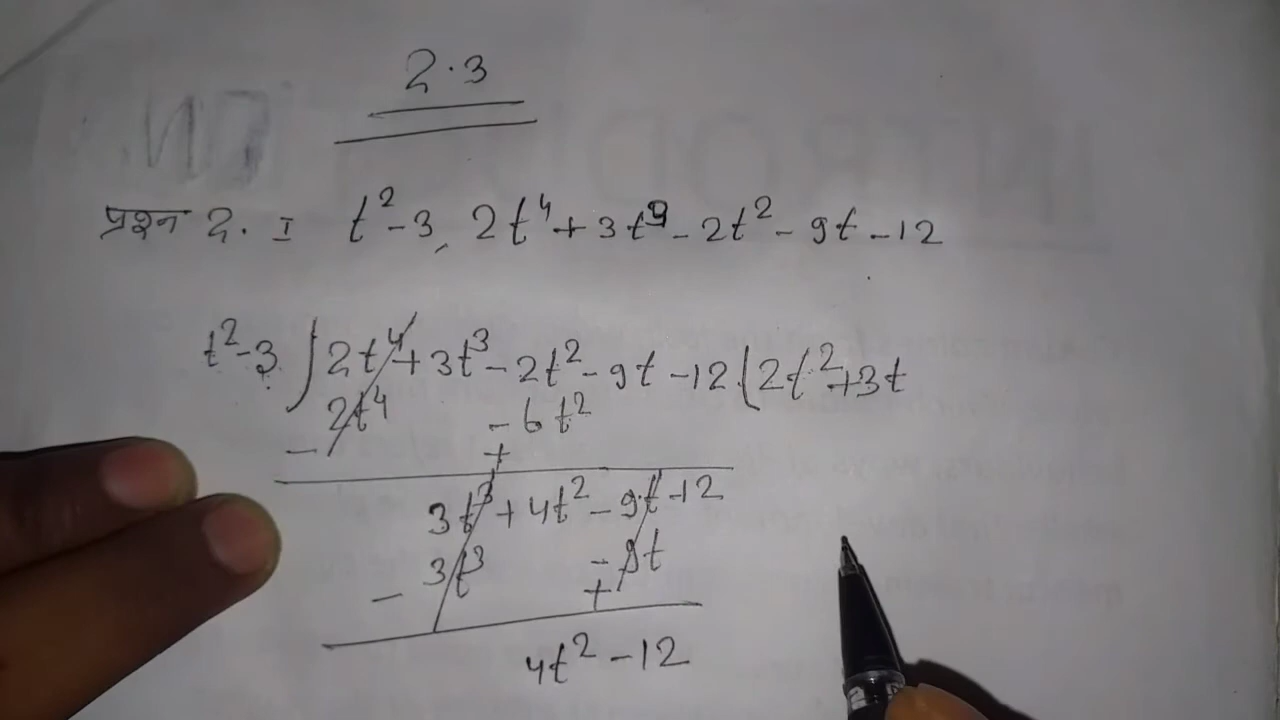 2.3
प्रश्न 2. I t²-3, 2t⁴+3t⁹-2t²-9t-12
t²-3)2t⁴+3t³-2t²-9t-12(2t²+3t
2t⁴ -6t²
- +
3t³+4t²-9t-12
3t³ -9t
- +
4t²-12